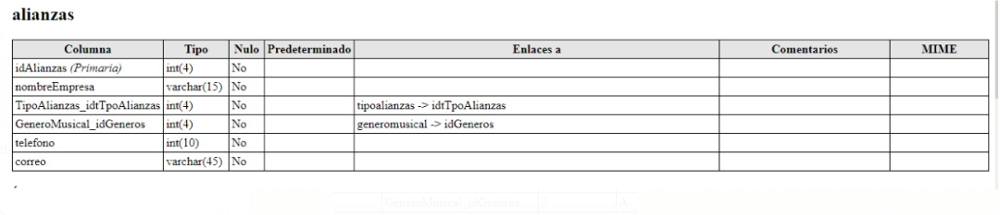 alianzas
Columna Tipo Nulo Predeterminado Enlaces a Comentarios MIME
idAlianzas (Primaria) int(4) No
nombreEmpresa varchar(15) No
TipoAlianzas_idtTpoAlianzas int(4) No tipoalianzas -> idtTpoAlianzas
GeneroMusical_idGeneros int(4) No generomusical -> idGeneros
telefono int(10) No
correo varchar(45) No
GeneroMusical_idGeneros 2 A